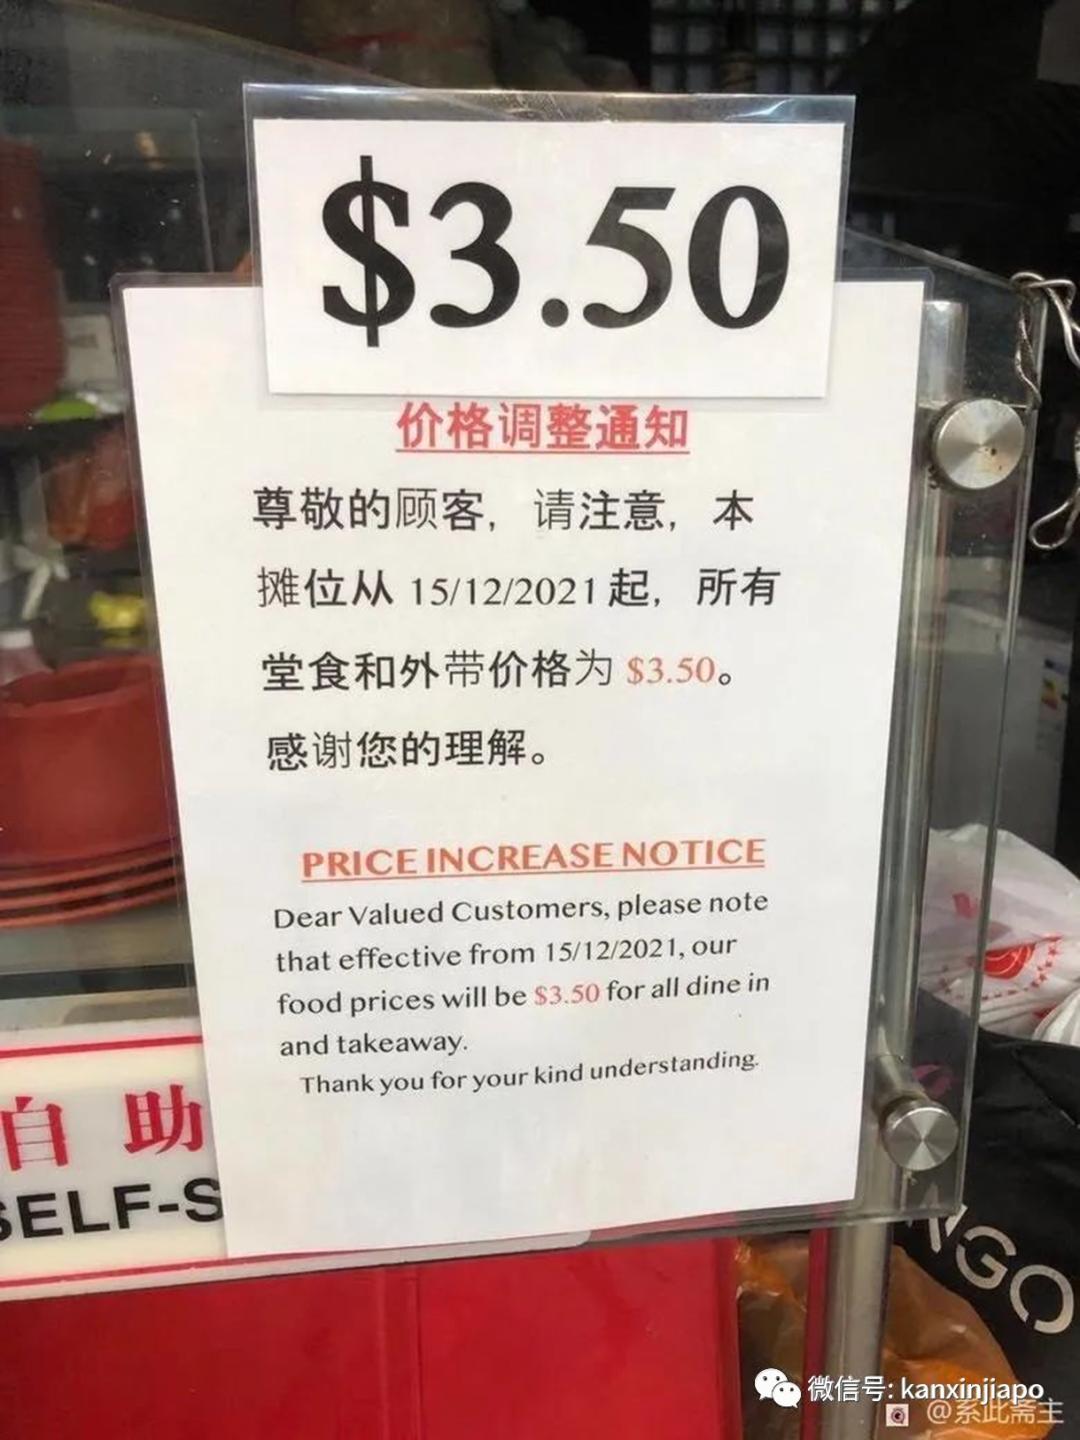 $3.50
价格调整通知
尊敬的顾客，请注意，本
摊位从 15/12/2021 起，所有
堂食和外带价格为 $3.50。
感谢您的理解。
PRICE INCREASE NOTICE
Dear Valued Customers, please note
that effective from 15/12/2021, our
food prices will be $3.50 for all dine in
and takeaway.
Thank you for your kind understanding.
自助
SELF-S
NGO
微信号: kanxinjiapo
@系此斋主